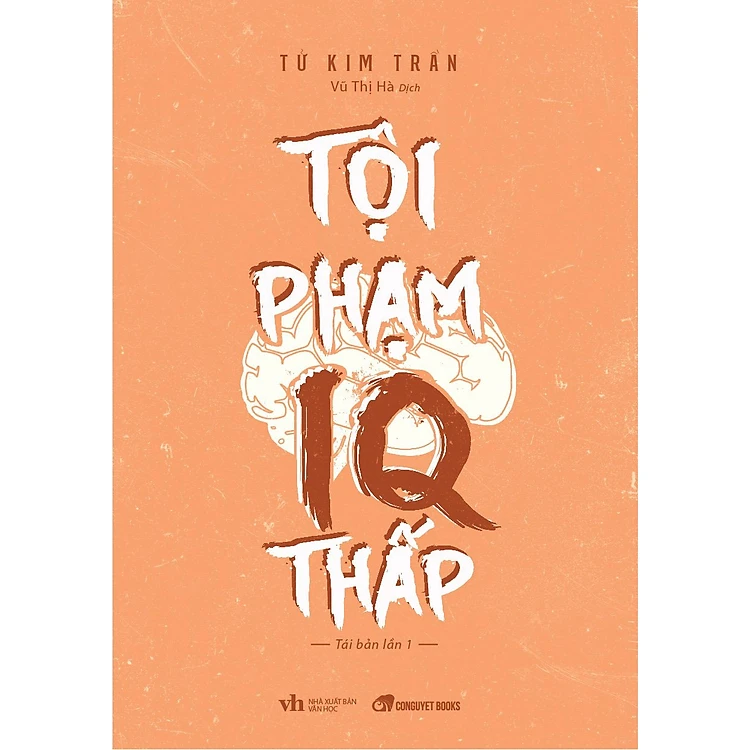 TỬ KIM TRẦN
Vũ Thị Hà Dịch
TỘI
PHẠM
IQ
THẤP
Tái bản lần 1
vh NHÀ XUẤT BẢN
VĂN HỌC
CONGUYET BOOKS